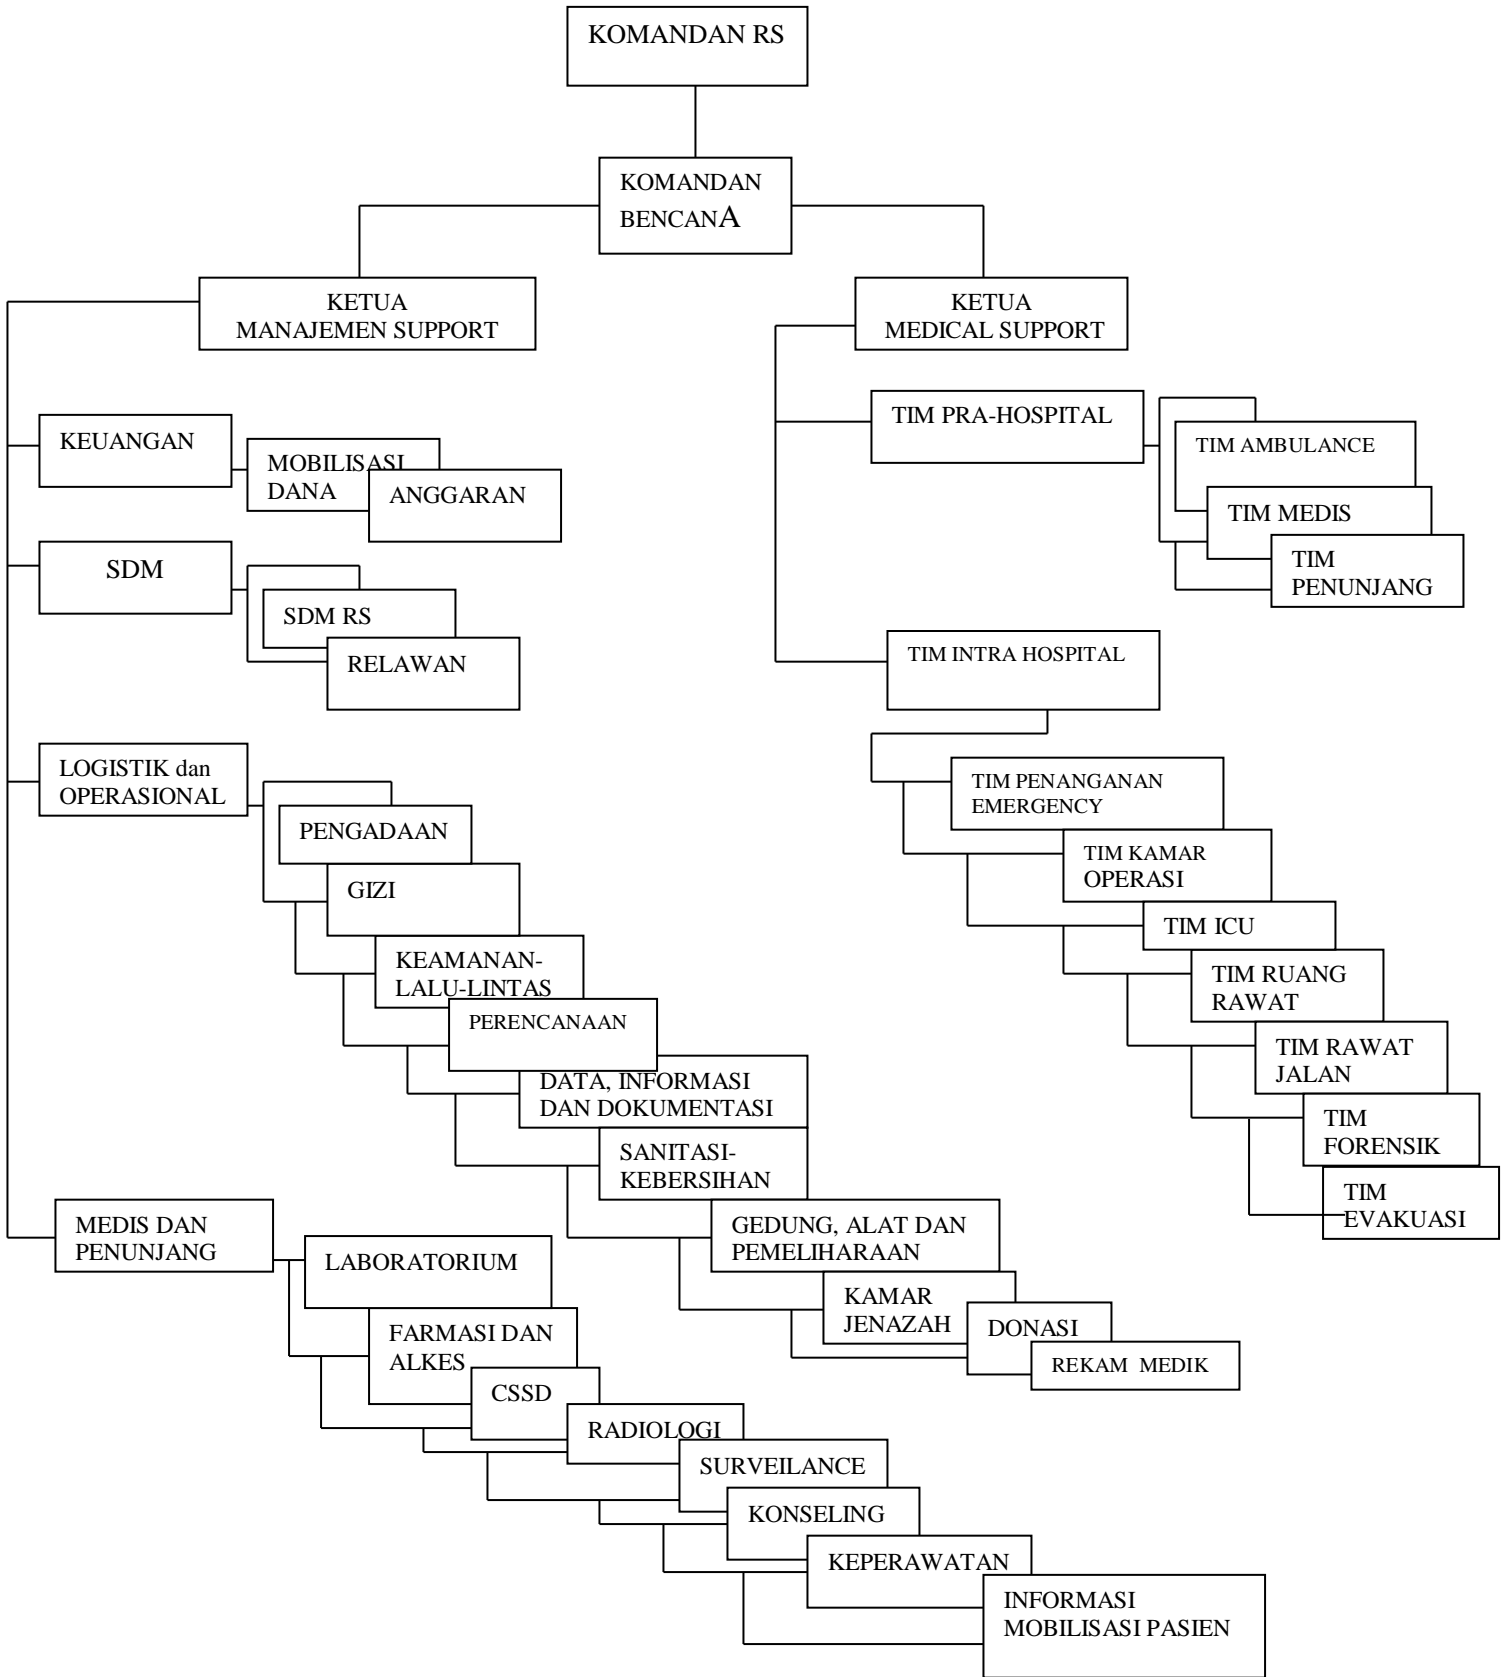 KOMANDAN RS
KOMANDAN
BENCANA
KETUA
MANAJEMEN SUPPORT
KETUA
MEDICAL SUPPORT
KEUANGAN
MOBILISASI
DANA
ANGGARAN
SDM
SDM RS
RELAWAN
LOGISTIK dan
OPERASIONAL
PENGADAAN
GIZI
KEAMANAN-
LALU-LINTAS
PERENCANAAN
DATA, INFORMASI
DAN DOKUMENTASI
SANITASI-
KEBERSIHAN
GEDUNG, ALAT DAN
PEMELIHARAAN
KAMAR
JENAZAH
DONASI
REKAM MEDIK
MEDIS DAN
PENUNJANG
LABORATORIUM
FARMASI DAN
ALKES
CSSD
RADIOLOGI
SURVEILANCE
KONSELING
KEPERAWATAN
INFORMASI
MOBILISASI PASIEN
TIM PRA-HOSPITAL
TIM AMBULANCE
TIM MEDIS
TIM
PENUNJANG
TIM INTRA HOSPITAL
TIM PENANGANAN
EMERGENCY
TIM KAMAR
OPERASI
TIM ICU
TIM RUANG
RAWAT
TIM RAWAT
JALAN
TIM
FORENSIK
TIM
EVAKUASI